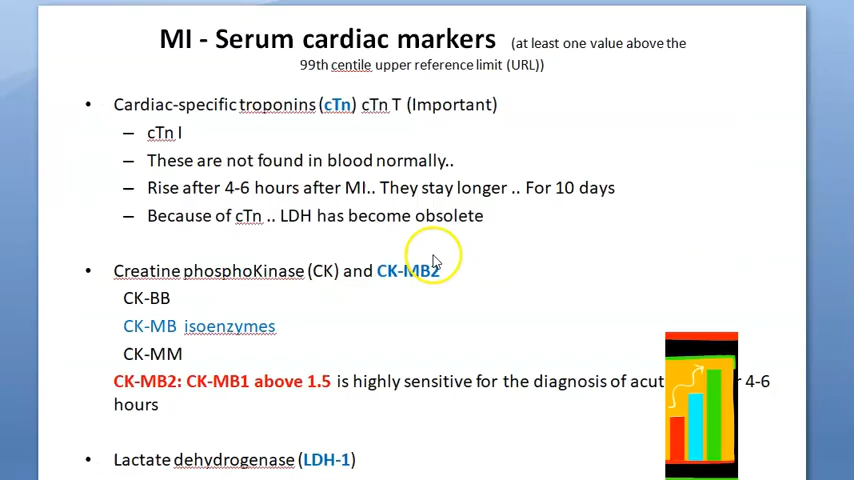 MI - Serum cardiac markers (at least one value above the
99th centile upper reference limit (URL))
• Cardiac-specific troponins (cTn) cTn T (Important)
– cTn I
– These are not found in blood normally..
– Rise after 4-6 hours after MI.. They stay longer .. For 10 days
– Because of cTn .. LDH has become obsolete
• Creatine phosphoKinase (CK) and CK-MB2
CK-BB
CK-MB isoenzymes
CK-MM
CK-MB2: CK-MB1 above 1.5 is highly sensitive for the diagnosis of acut 4-6
hours
• Lactate dehydrogenase (LDH-1)